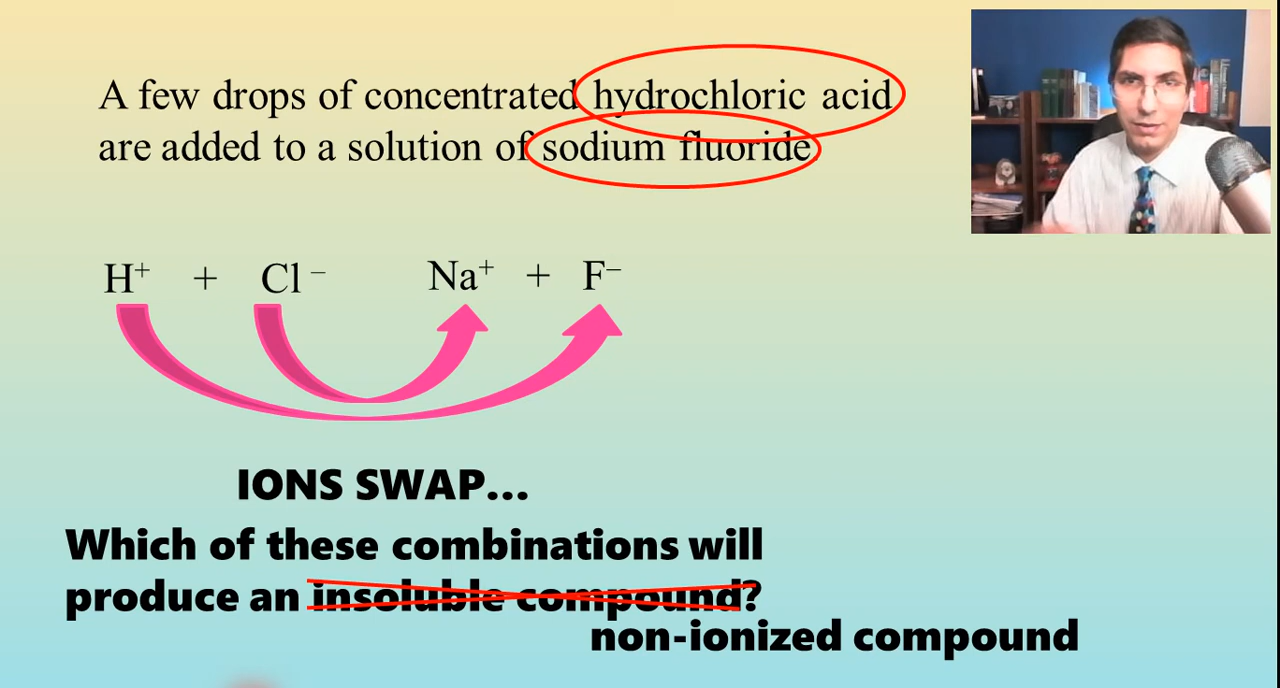 A few drops of concentrated hydrochloric acid
are added to a solution of sodium fluoride.
H⁺ + Cl⁻ Na⁺ + F⁻
IONS SWAP...
Which of these combinations will
produce an insoluble compound?
non-ionized compound